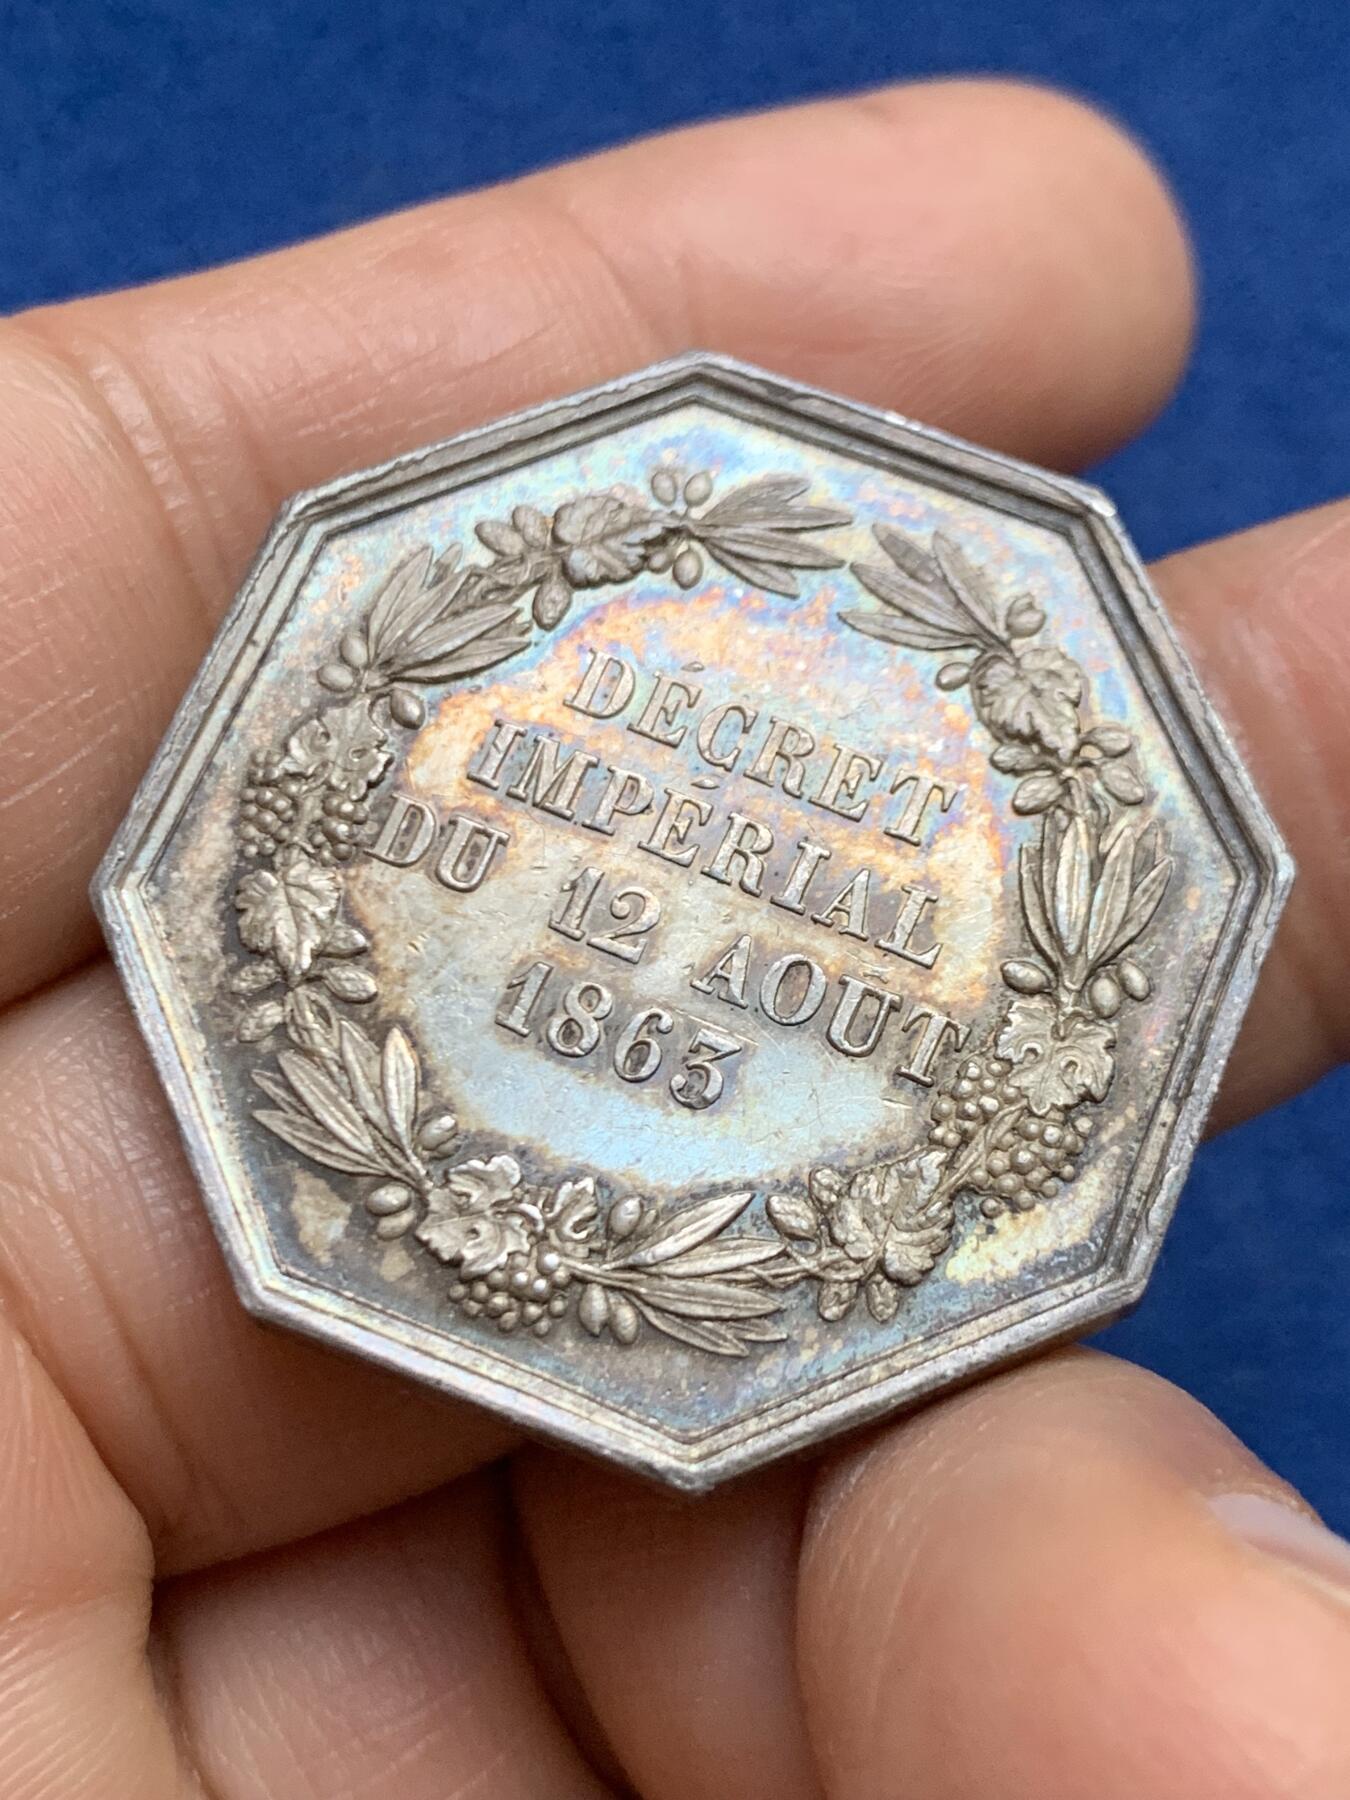 DÉCRET
IMPÉRIAL
DU 12 AOÛT
1863